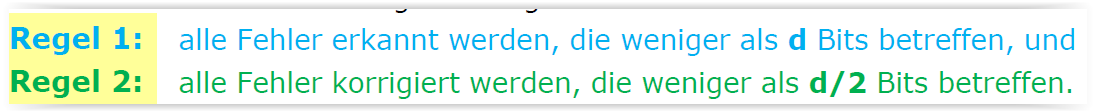 Regel 1: alle Fehler erkannt werden, die weniger als d Bits betreffen, und
Regel 2: alle Fehler korrigiert werden, die weniger als d/2 Bits betreffen.